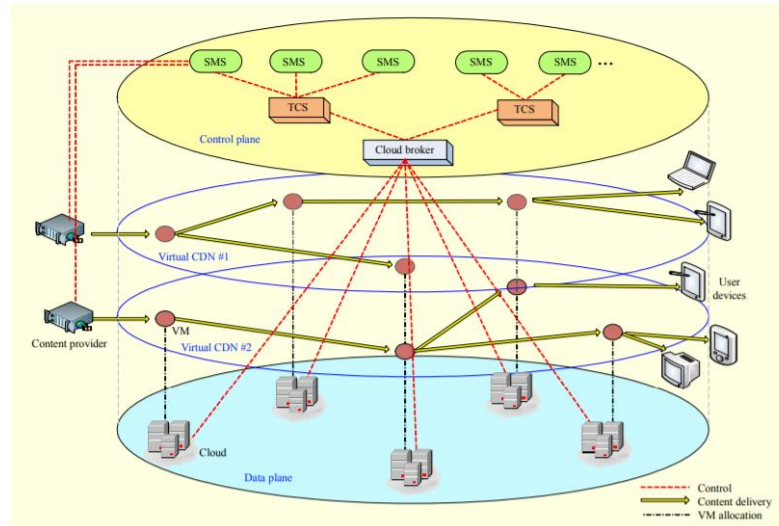 SMS
SMS
SMS
SMS
SMS
...
TCS
TCS
Control plane
Cloud broker
Virtual CDN #1
User
devices
VM
Content provider
Virtual CDN #2
Cloud
Data plane
Control
Content delivery
VM allocation